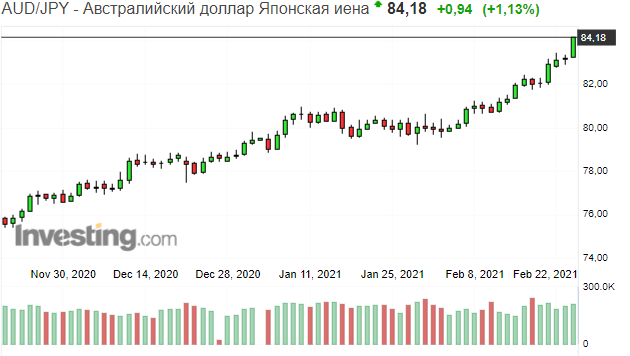 AUD/JPY - Австралийский доллар Японская иена 84,18 +0,94 (+1,13%)
84,18
82,00
80,00
78,00
76,00
74,00
Investing.com
Nov 30, 2020 Dec 14, 2020 Dec 28, 2020 Jan 11, 2021 Jan 25, 2021 Feb 8, 2021 Feb 22, 2021
300.0K
0